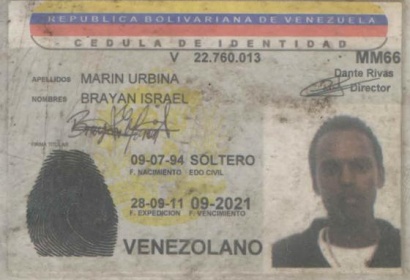 REPUBLICA BOLIVARIANA DE VENEZUELA
CEDULA DE IDENTIDAD
V 22.760.013 MM66
Dante Rivas
Director
APELLIDOS MARIN URBINA
NOMBRES BRAYAN ISRAEL
FIRMA TITULAR
09-07-94 SOLTERO
F. NACIMIENTO EDO CIVIL
28-09-11 09-2021
F. EXPEDICION F. VENCIMIENTO
VENEZOLANO